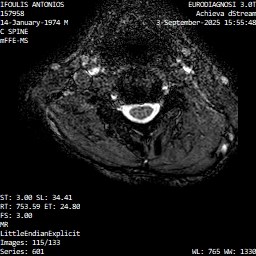 IFOULIS ANTONIOS
157958
14-January-1974 M
C SPINE
mFFE-MS
EURODIAGNOSI 3.0T
Achieva dStream
3-September-2025 15:55:48
ST: 3.00 SL: 34.41
RT: 753.59 ET: 24.80
FS: 3.00
MR
LittleEndianExplicit
Images: 115/133
Series: 601
WL: 765 WW: 1330